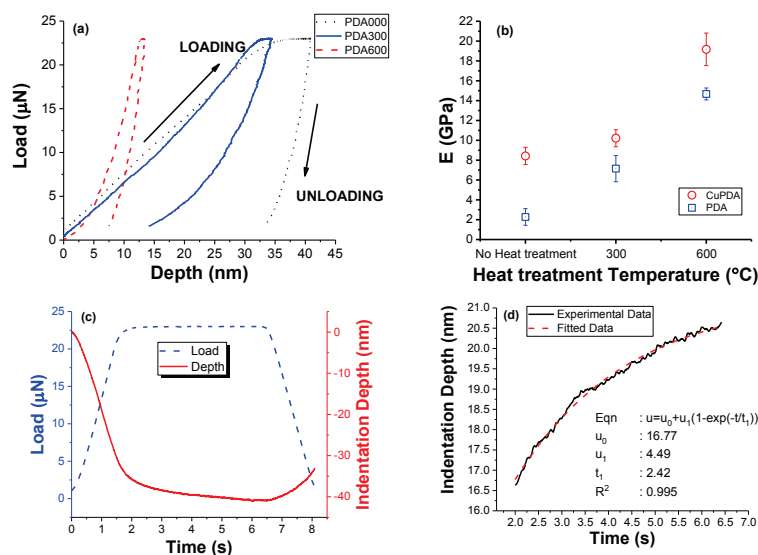 (a)
PDA000
PDA300
PDA600
LOADING
UNLOADING
Load (μN)
25
20
15
10
5
0
0 5 10 15 20 25 30 35 40 45
Depth (nm)
(b)
E (GPa)
22
20
18
16
14
12
10
8
6
4
2
0
CuPDA
PDA
No Heat treatment 300 600
Heat treatment Temperature (°C)
(c)
Load (μN)
25
20
15
10
5
0
Load
Depth
Indentation Depth (nm)
0
-10
-20
-30
-40
0 1 2 3 4 5 6 7 8
Time (s)
(d)
Indentation Depth (nm)
21.0
20.5
20.0
19.5
19.0
18.5
18.0
17.5
17.0
16.5
16.0
Experimental Data
Fitted Data
Eqn : u=u0+u1(1-exp(-t/t1))
u0 : 16.77
u1 : 4.49
t1 : 2.42
R2 : 0.995
1.5 2.0 2.5 3.0 3.5 4.0 4.5 5.0 5.5 6.0 6.5 7.0
Time (s)